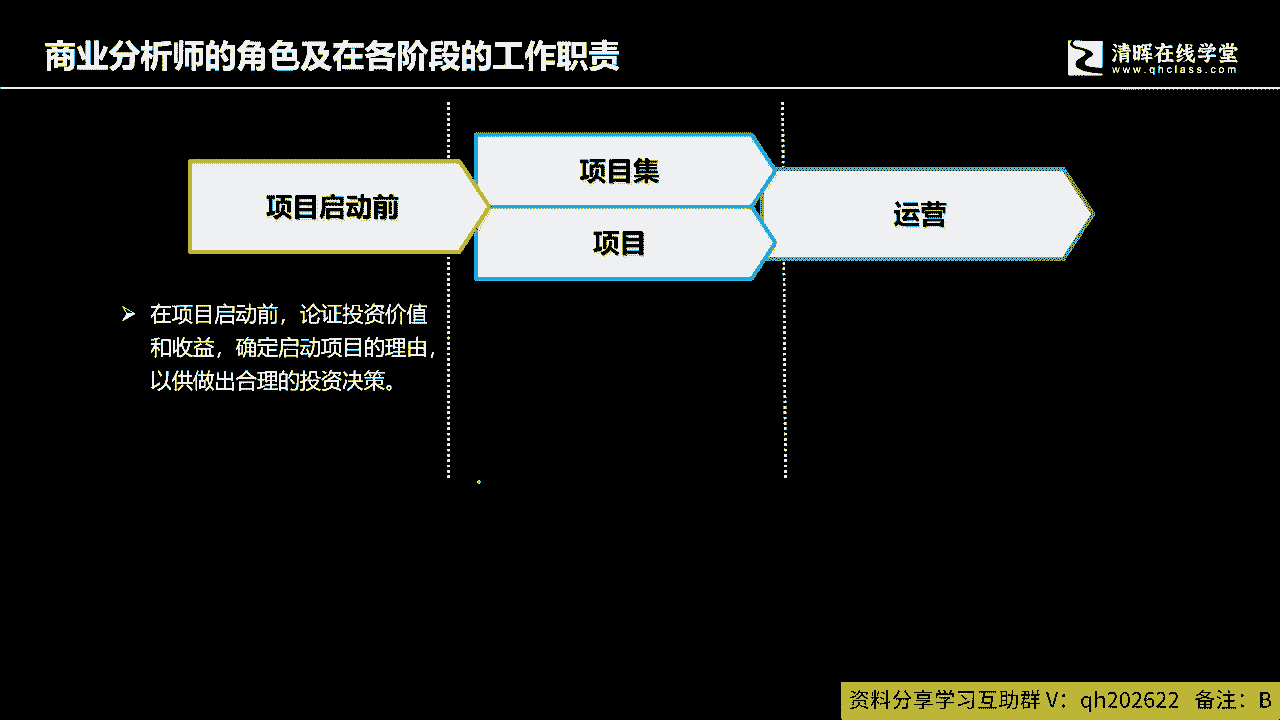 商业分析师的角色及在各阶段的工作职责
清晖在线学堂
www.qhclass.com
项目启动前
项目集
项目
运营
➢ 在项目启动前，论证投资价值
和收益，确定启动项目的理由，
以供做出合理的投资决策。
资料分享学习互助群 V：qh202622 备注：B